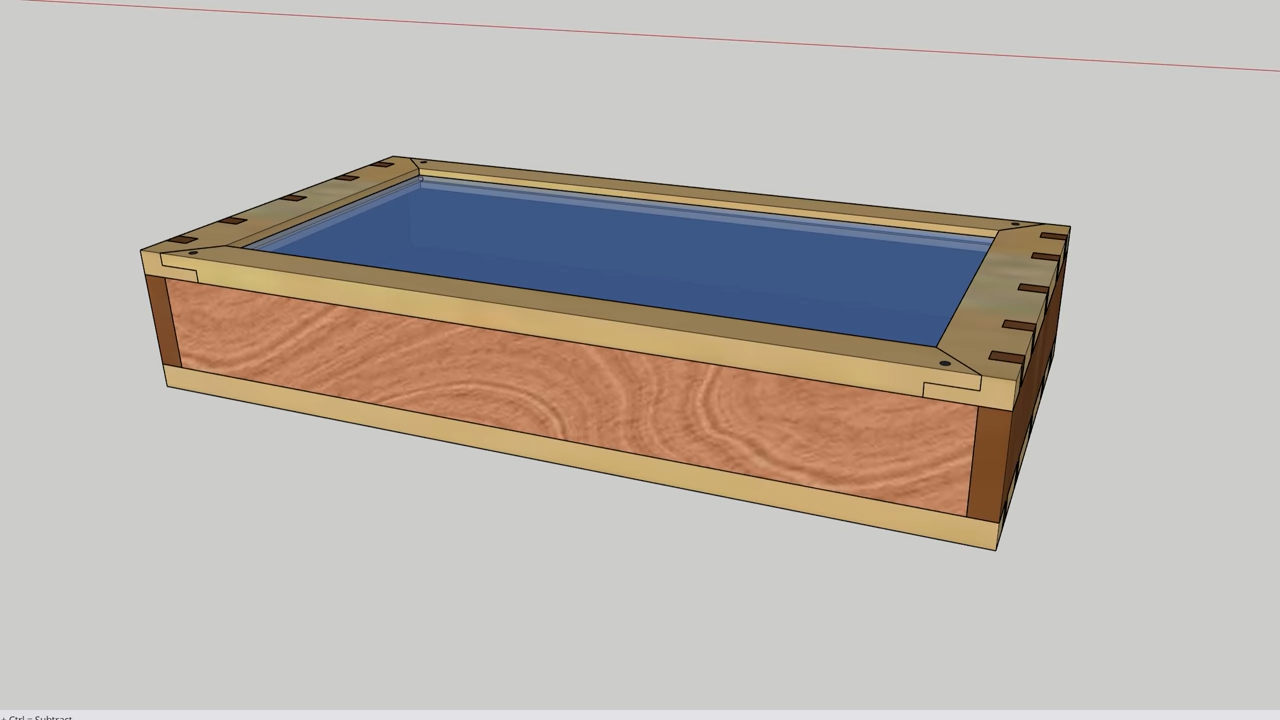 + Ctrl = Subtract